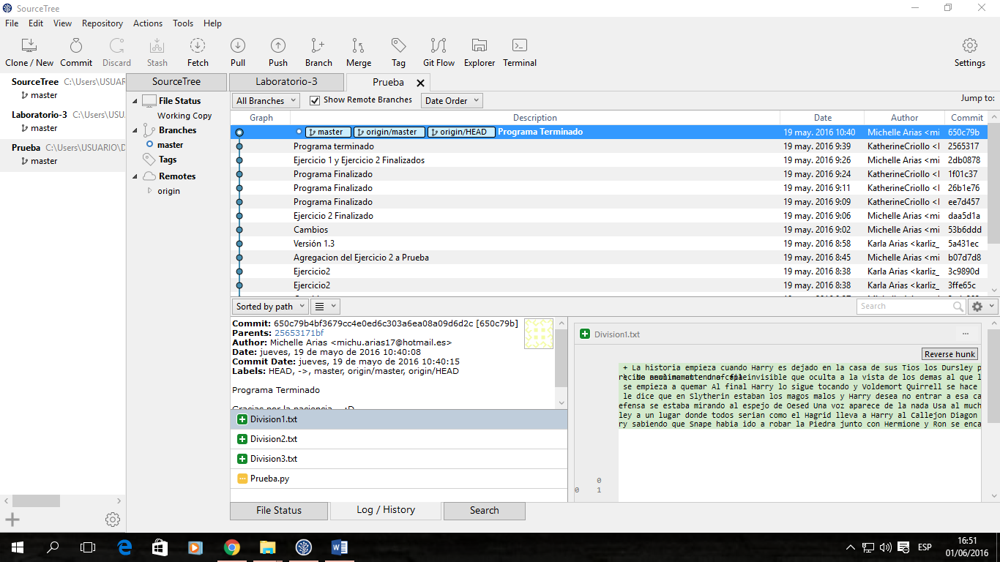 SourceTree
File Edit View Repository Actions Tools Help
Clone / New Commit Discard Stash Fetch Pull Push Branch Merge Tag Git Flow Explorer Terminal Settings
SourceTree C:\Users\USUAR
master
Laboratorio-3 C:\Users\USU
master
Prueba C:\Users\USUARIO\D
master
SourceTree Laboratorio-3 Prueba
File Status
Working Copy
Branches
master
Tags
Remotes
origin
All Branches Show Remote Branches Date Order Jump to:
Graph Description Date Author Commit
master origin/master origin/HEAD Programa Terminado 19 may. 2016 10:40 Michelle Arias <mi 650c79b
Programa terminado 19 may. 2016 9:39 KatherineCriollo <l 2565317
Ejercicio 1 y Ejercicio 2 Finalizados 19 may. 2016 9:26 Michelle Arias <mi 2db0878
Programa Finalizado 19 may. 2016 9:24 KatherineCriollo <l 1f01c37
Programa Finalizado 19 may. 2016 9:11 KatherineCriollo <l 26b1e76
Programa Finalizado 19 may. 2016 9:09 KatherineCriollo <l ee7d457
Ejercicio 2 Finalizado 19 may. 2016 9:06 Michelle Arias <mi daa5d1a
Cambios 19 may. 2016 9:02 Michelle Arias <mi 53b6ddd
Versión 1.3 19 may. 2016 8:58 Karla Arias <karliz_ 5a431ec
Agregacion del Ejercicio 2 a Prueba 19 may. 2016 8:45 Michelle Arias <mi b07d7d8
Ejercicio2 19 may. 2016 8:38 Karla Arias <karliz_ 3c9890d
Ejercicio2 19 may. 2016 8:38 Karla Arias <karliz_ 3ffe65c
Sorted by path Search
Commit: 650c79b4bf3679cc4e0ed6c303a6ea08a09d6d2c [650c79b]
Parents: 25653171bf
Author: Michelle Arias <michu.arias17@hotmail.es>
Date: jueves, 19 de mayo de 2016 10:40:08
Commit Date: jueves, 19 de mayo de 2016 10:40:15
Labels: HEAD, ->, master, origin/master, origin/HEAD
Programa Terminado
Gracias por la paciencia
Division1.txt
Division2.txt
Division3.txt
Prueba.py
Division1.txt
Reverse hunk
+ La historia empieza cuando Harry es dejado en la casa de sus Tios los Dursley p
invisible que oculta a la vista de los demas al que l
se empieza a quemar Al final Harry lo sigue tocando y Voldemort Quirrell se hace
le dice que en Slytherin estaban los magos malos y Harry desea no entrar a esa ca
efensa se estaba mirando al espejo de Oesed Una voz aparece de la nada Usa al much
ley a un lugar donde todos serian como el Hagrid lleva a Harry al Callejon Diagon
ry sabiendo que Snape habia ido a robar la Piedra junto con Hermione y Ron se enca
0
0 1
File Status Log / History Search
ESP
16:51
01/06/2016